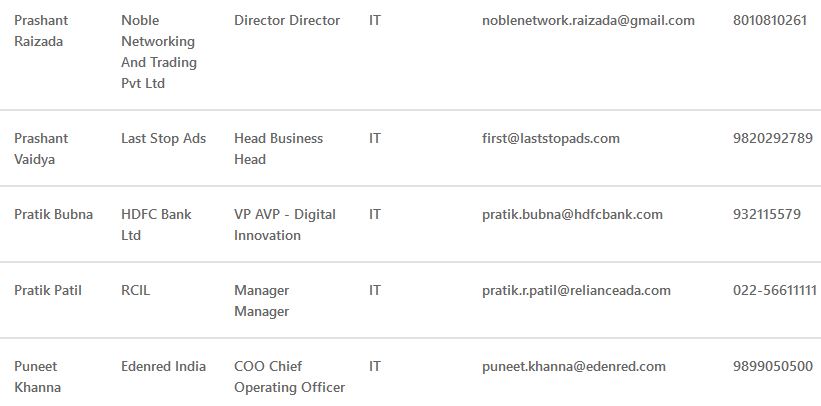 Prashant Noble Director Director IT noblenetwork.raizada@gmail.com 8010810261
Raizada Networking
And Trading
Pvt Ltd
Prashant Last Stop Ads Head Business IT first@laststopads.com 9820292789
Vaidya Head
Pratik Bubna HDFC Bank VP AVP - Digital IT pratik.bubna@hdfcbank.com 932115579
Ltd Innovation
Pratik Patil RCIL Manager IT pratik.r.patil@relianceada.com 022-56611111
Manager
Puneet Edenred India COO Chief IT puneet.khanna@edenred.com 9899050500
Khanna Operating Officer